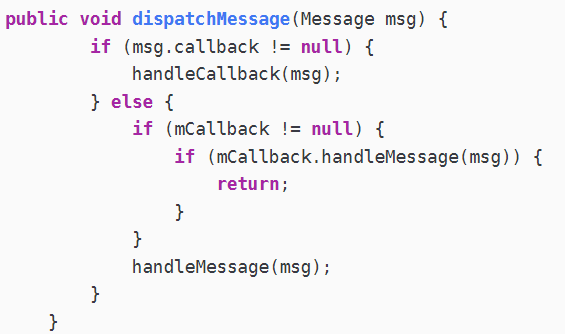 public void dispatchMessage(Message msg) {
        if (msg.callback != null) {
            handleCallback(msg);
        } else {
            if (mCallback != null) {
                if (mCallback.handleMessage(msg)) {
                    return;
                }
            }
            handleMessage(msg);
        }
    }